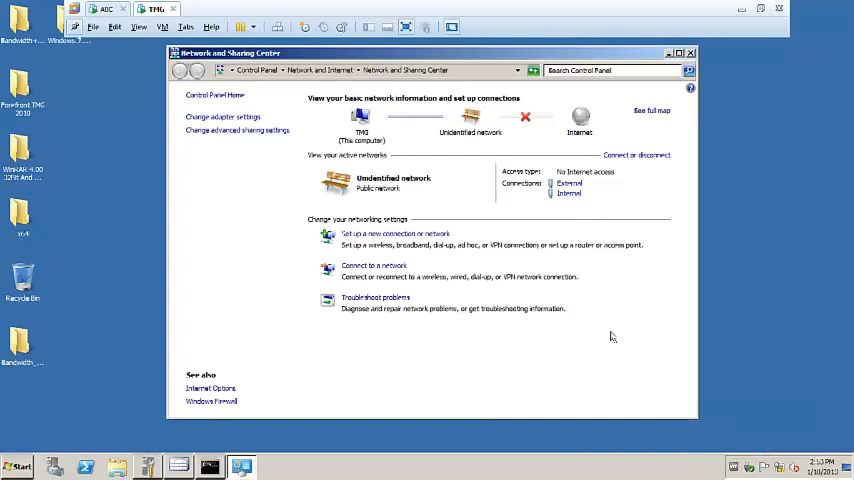 ABC
TMG
File
Edit
View
VM
Tabs
Help
Bandwidth+...
Windows.7...
Forefront TMG
2010
WinRAR 4.00
32Bit And ...
x64
Recycle Bin
Bandwidth_...
Network and Sharing Center
Control Panel
Network and Internet
Network and Sharing Center
Search Control Panel
Control Panel Home
Change adapter settings
Change advanced sharing settings
See also
Internet Options
Windows Firewall
View your basic network information and set up connections
See full map
TMG
(This computer)
Unidentified network
Internet
View your active networks
Connect or disconnect
Unidentified network
Public network
Access type: No Internet access
Connections: External
Internal
Change your networking settings
Set up a new connection or network
Set up a wireless, broadband, dial-up, ad hoc, or VPN connection; or set up a router or access point.
Connect to a network
Connect or reconnect to a wireless, wired, dial-up, or VPN network connection.
Troubleshoot problems
Diagnose and repair network problems, or get troubleshooting information.
Start
2:53 PM
1/10/2013